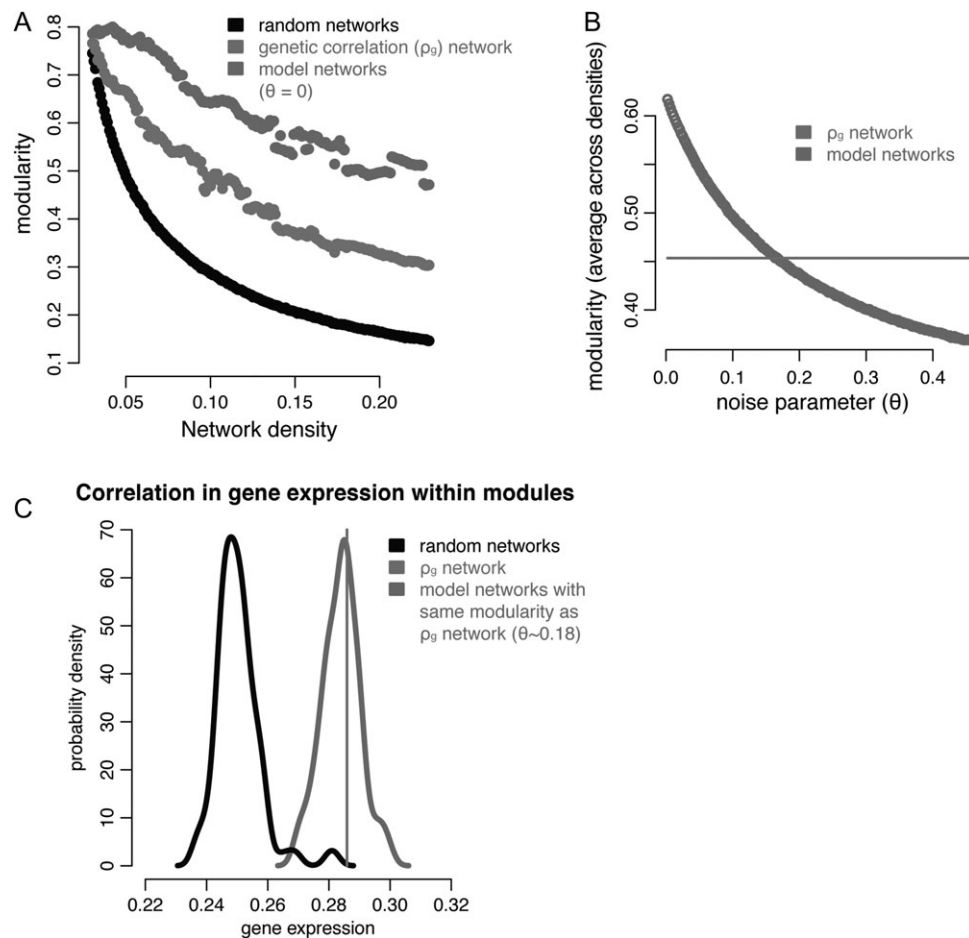 A
random networks
genetic correlation (ρg) network
model networks
(θ = 0)
0.8
0.7
0.6
0.5
0.4
0.3
0.2
0.1
modularity
0.05 0.10 0.15 0.20
Network density
B
ρg network
model networks
0.60
0.50
0.40
modularity (average across densities)
0.0 0.1 0.2 0.3 0.4
noise parameter (θ)
Correlation in gene expression within modules
C
random networks
ρg network
model networks with
same modularity as
ρg network (θ~0.18)
70
60
50
40
30
20
10
0
probability density
0.22 0.24 0.26 0.28 0.30 0.32
gene expression